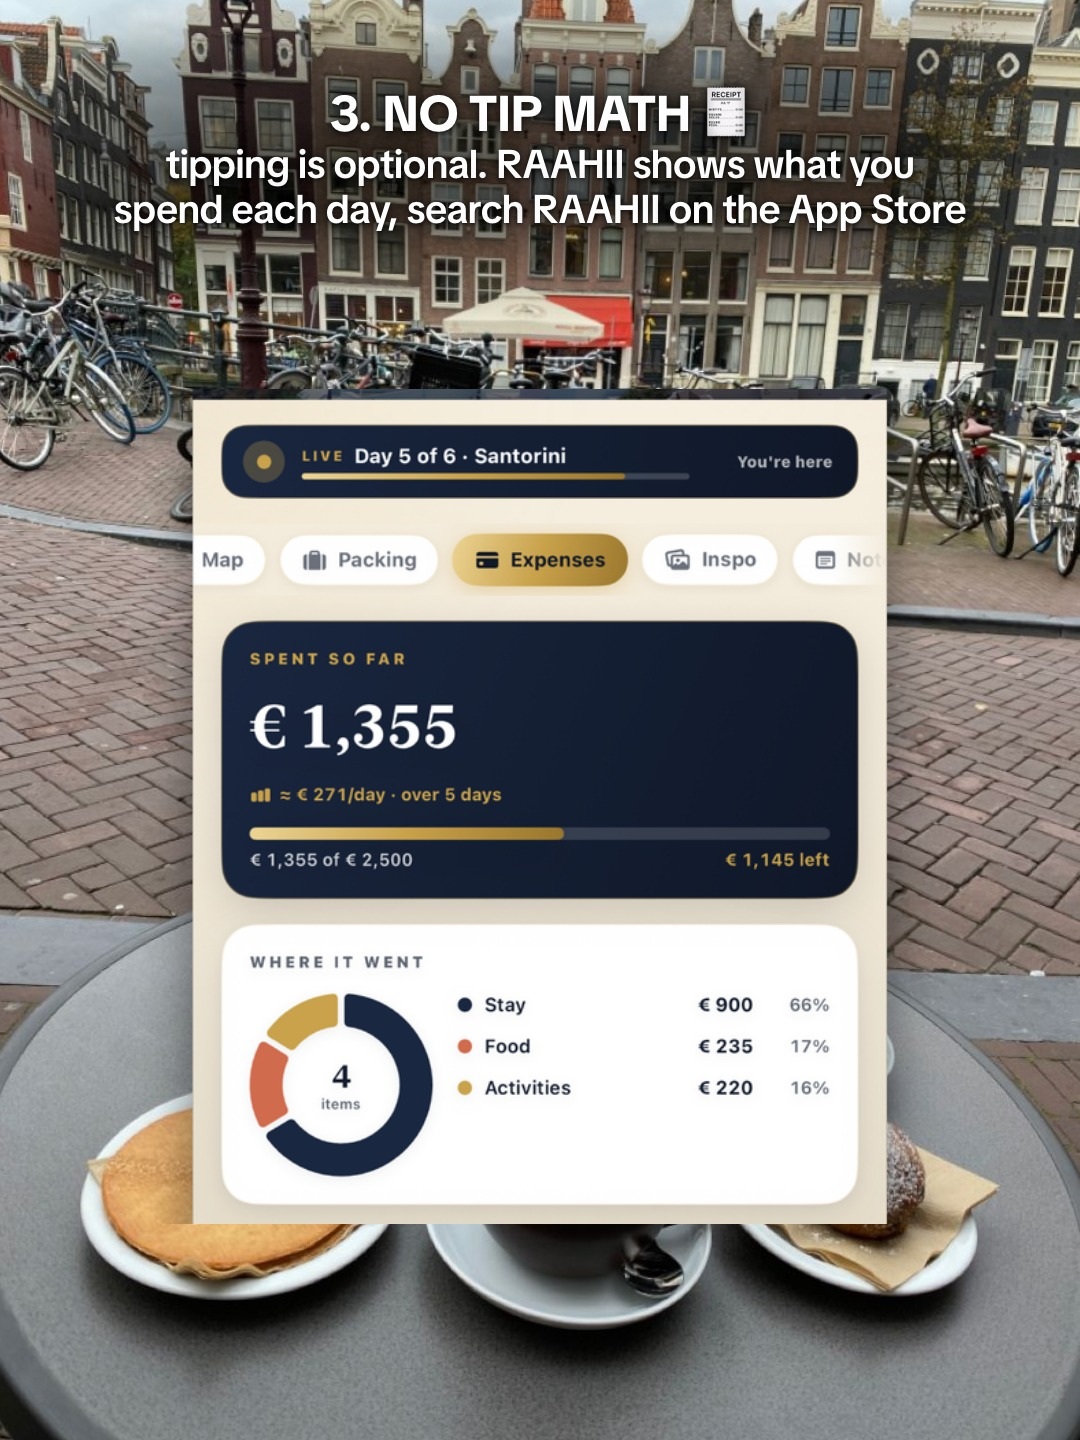 3. NO TIP MATH
RECEIPT
tipping is optional. RAAHII shows what you
spend each day, search RAAHII on the App Store
LIVE Day 5 of 6 · Santorini
You're here
Map Packing Expenses Inspo
SPENT SO FAR
€ 1,355
≈ € 271/day · over 5 days
€ 1,355 of € 2,500
€ 1,145 left
WHERE IT WENT
4
items
Stay € 900 66%
Food € 235 17%
Activities € 220 16%